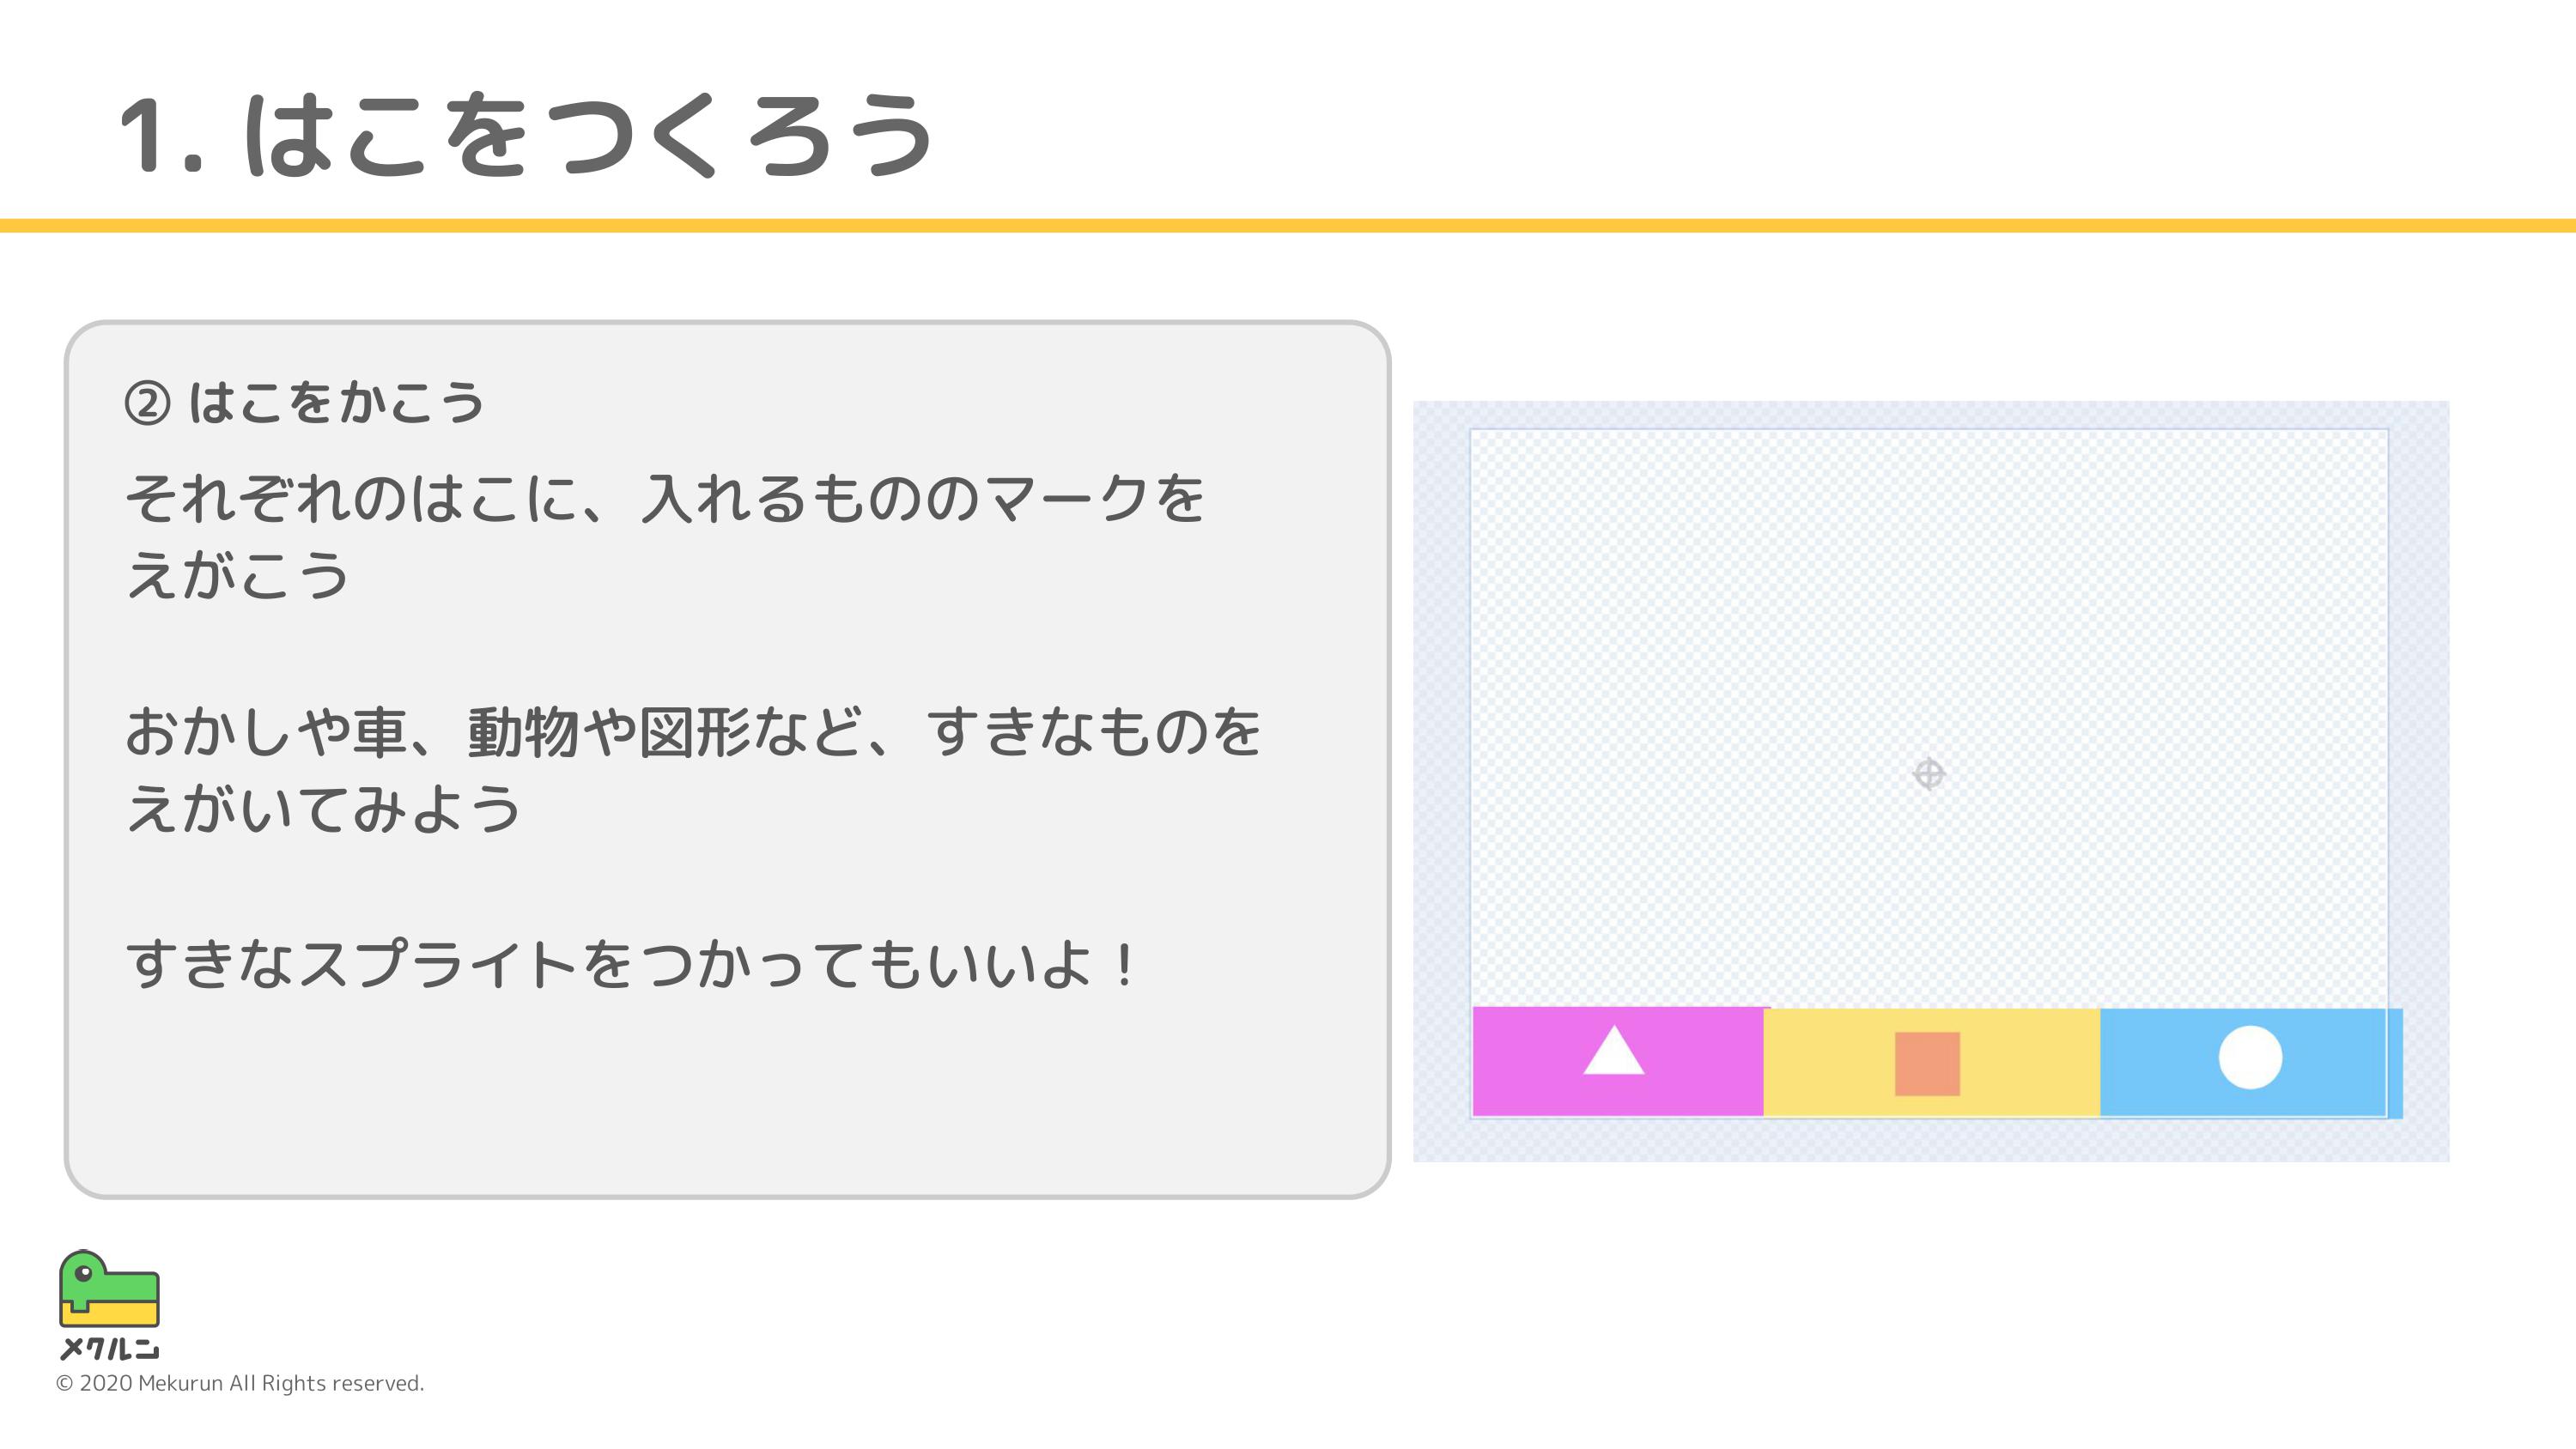 1. はこをつくろう
② はこをかこう
それぞれのはこに、入れるもののマークを
えがこう
おかしや車、動物や図形など、すきなものを
えがいてみよう
すきなスプライトをつかってもいいよ！
メクルン
© 2020 Mekurun All Rights reserved.